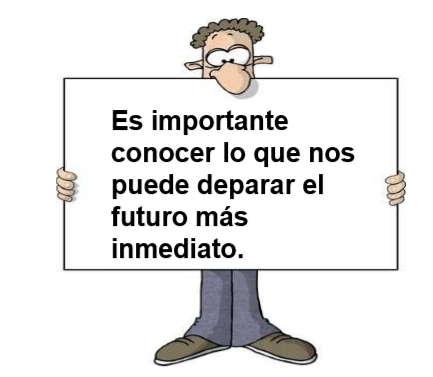 Es importante
conocer lo que nos
puede deparar el
futuro más
inmediato.